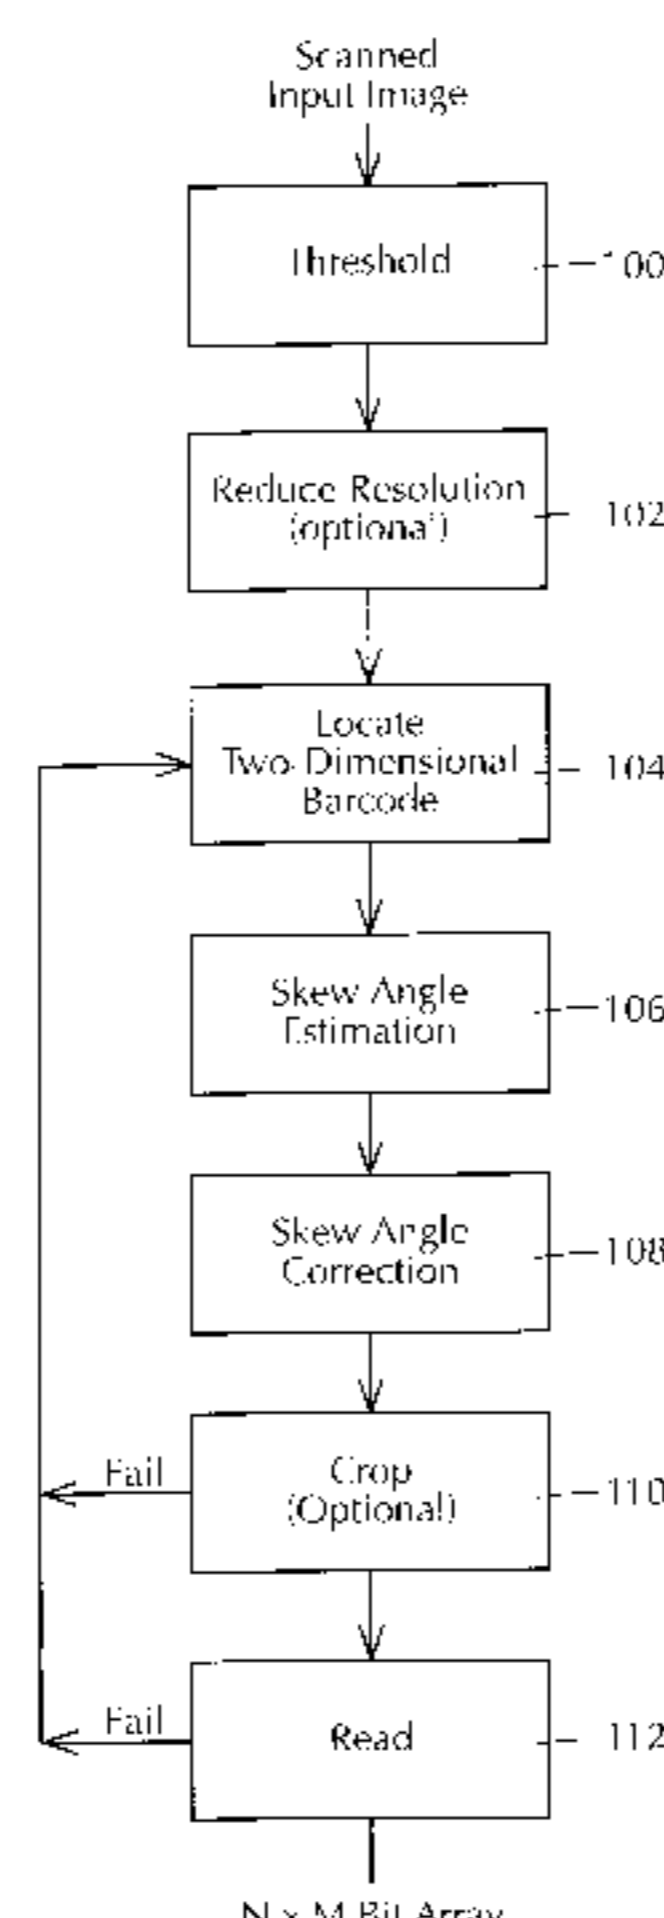 Scanned
Input Image
Threshold
100
Reduce Resolution
(optional)
102
Locate
Two-Dimensional
Barcode
104
Skew Angle
Estimation
106
Skew Angle
Correction
108
Fail
Crop
(Optional)
110
Fail
Read
112
N x M Bit Array